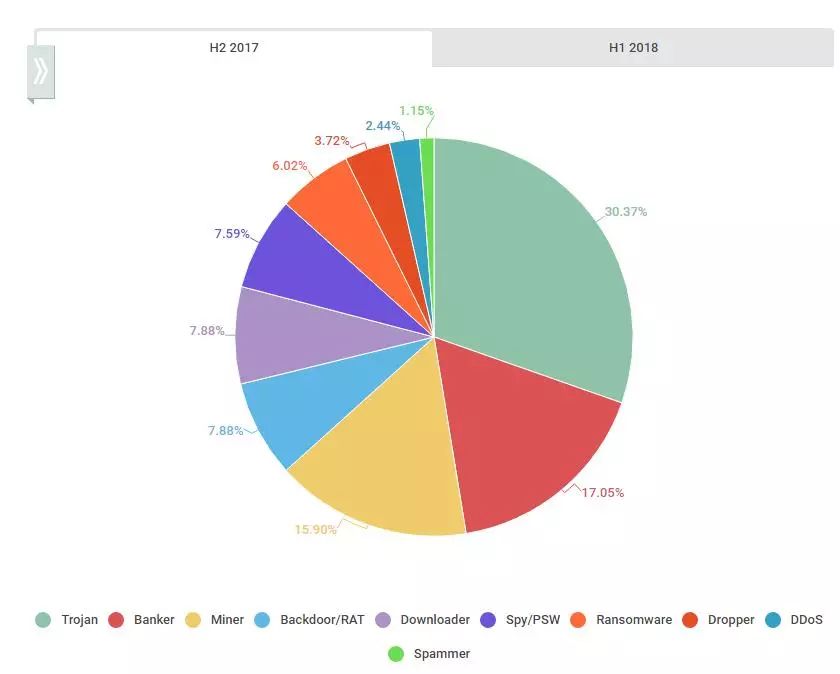 H2 2017
H1 2018
1.15%
2.44%
3.72%
6.02%
30.37%
7.59%
7.88%
7.88%
17.05%
15.90%
Trojan Banker Miner Backdoor/RAT Downloader Spy/PSW Ransomware Dropper DDoS
Spammer